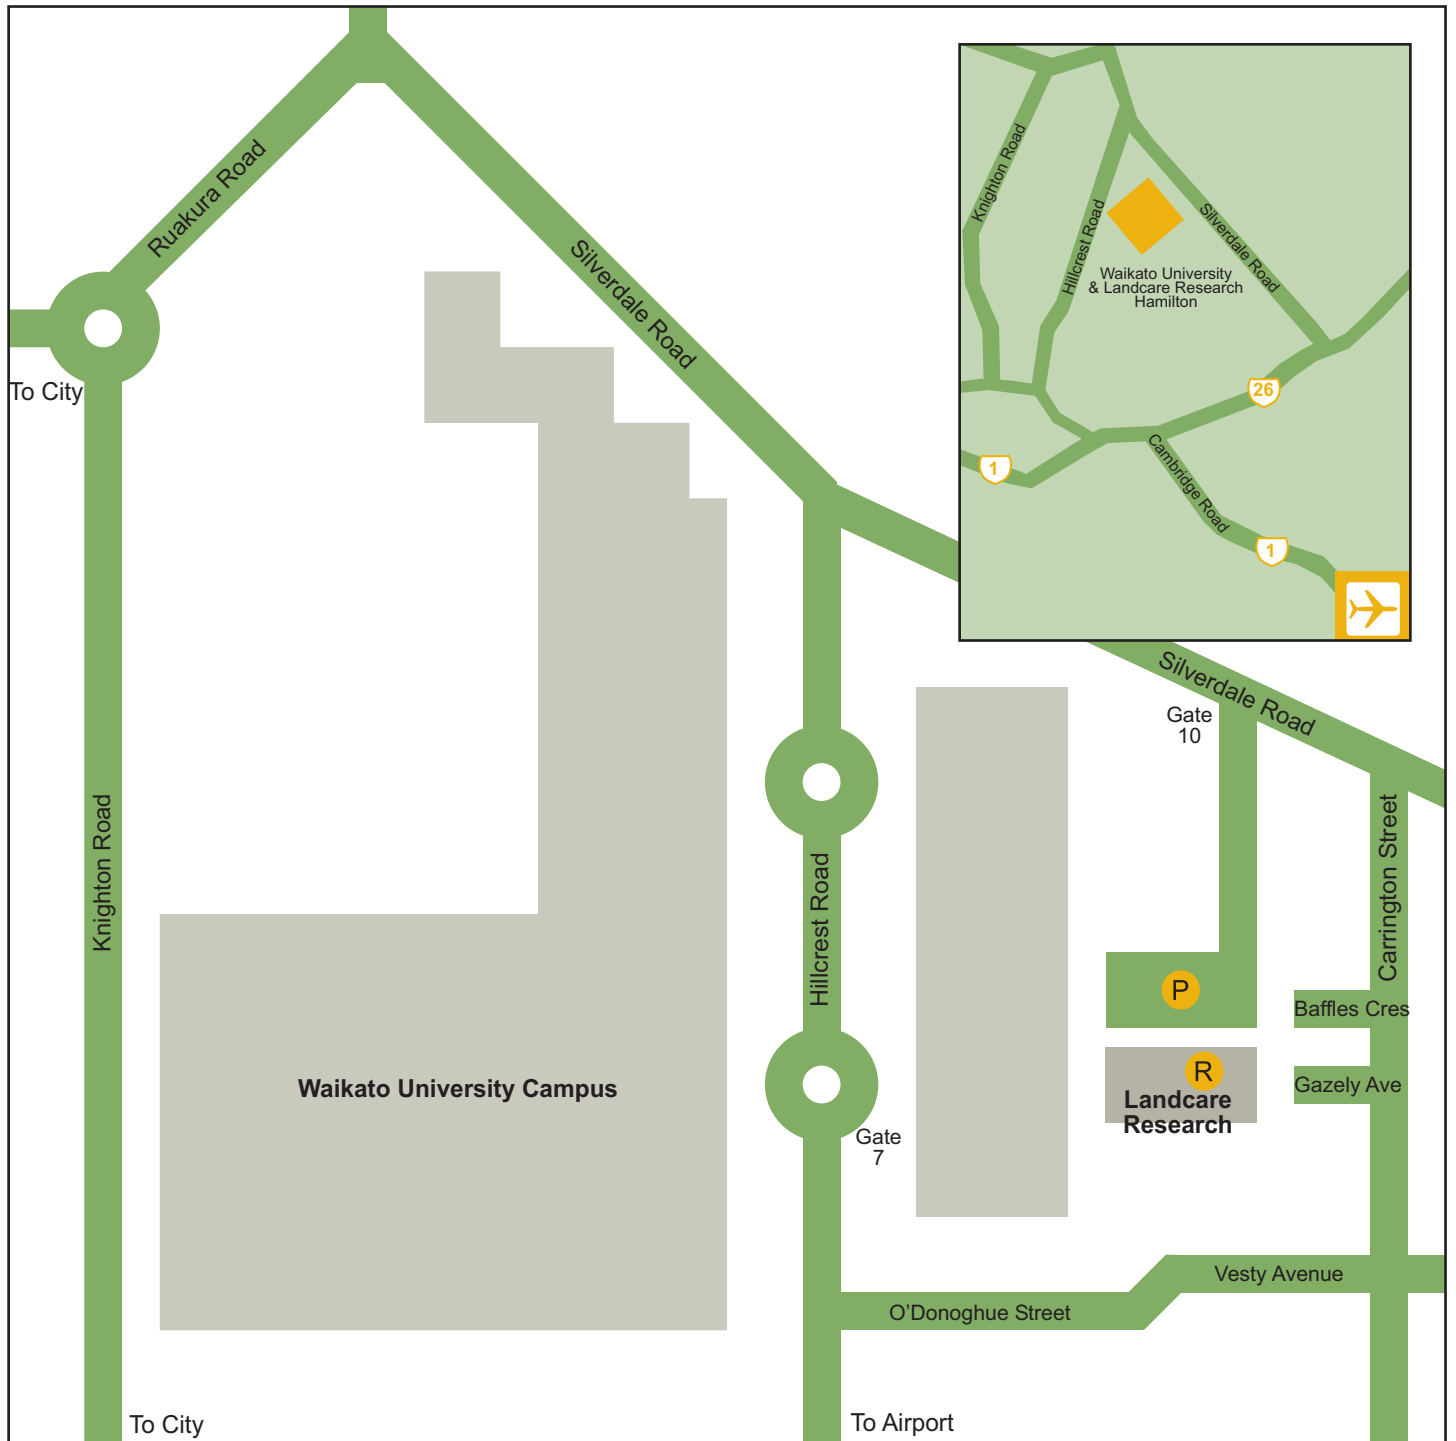 Ruakura Road
Silverdale Road
To City
Knighton Road
Hillcrest Road
Silverdale Road
Waikato University
& Landcare Research
Hamilton
26
1
Cambridge Road
1
Silverdale Road
Gate
10
Knighton Road
Hillcrest Road
Carrington Street
P
Baffles Cres
R
Landcare
Research
Gazely Ave
Waikato University Campus
Gate
7
Vesty Avenue
O'Donoghue Street
To City
To Airport